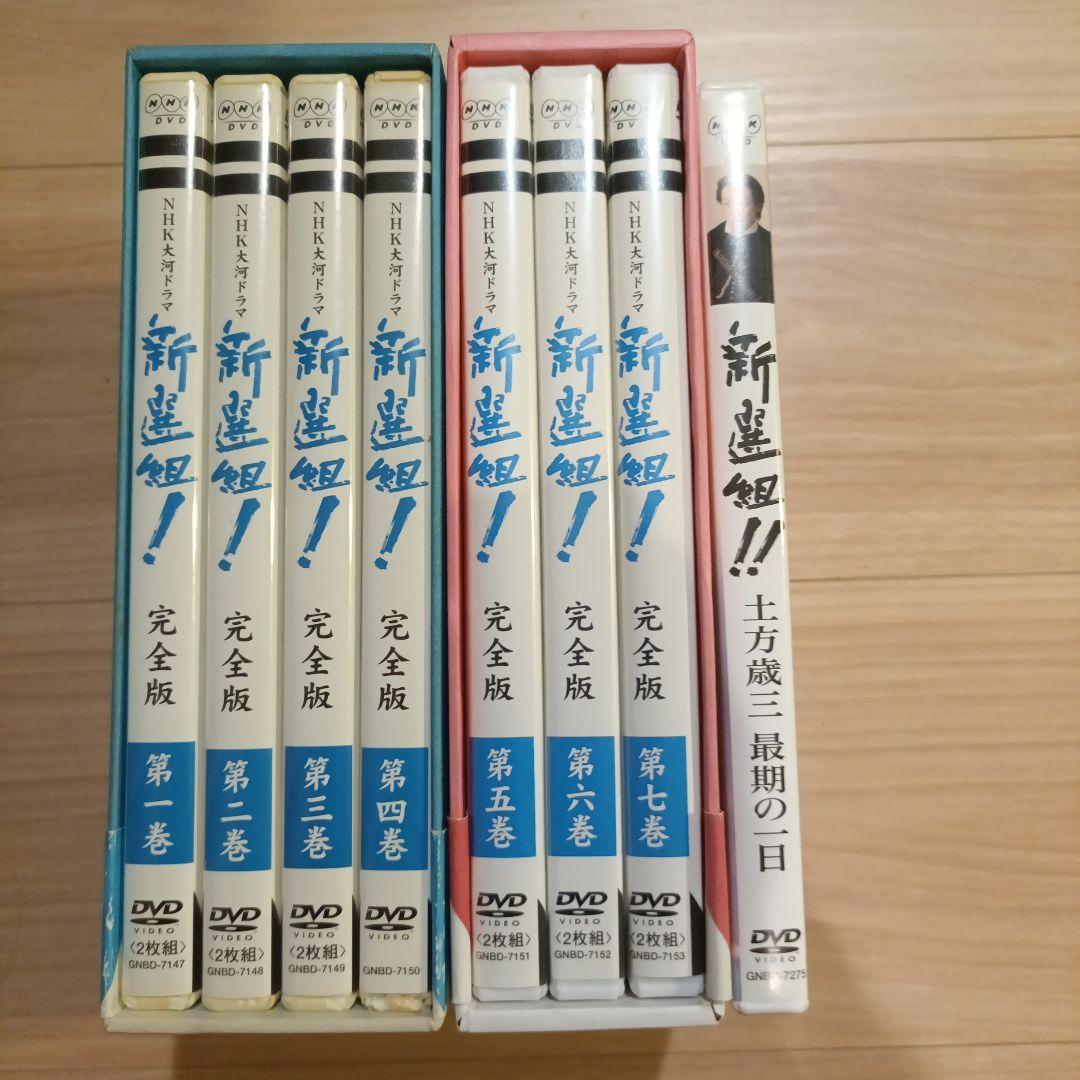 NHK
DVD
NHK大河ドラマ
新選組!
完全版
第一巻
DVD
VIDEO
〈2枚組〉
GNBD-7147
NHK
DVD
NHK大河ドラマ
新選組!
完全版
第二巻
DVD
VIDEO
〈2枚組〉
GNBD-7148
NHK
DVD
NHK大河ドラマ
新選組!
完全版
第三巻
DVD
VIDEO
〈2枚組〉
GNBD-7149
NHK
DVD
NHK大河ドラマ
新選組!
完全版
第四巻
DVD
VIDEO
GNBD-7150
NHK
DVD
NHK大河ドラマ
新選組!
完全版
第五巻
DVD
VIDEO
〈2枚組〉
GNBD-7151
NHK
DVD
NHK大河ドラマ
新選組!
完全版
第六巻
DVD
VIDEO
〈2枚組〉
GNBD-7152
NHK
DVD
NHK大河ドラマ
新選組!
完全版
第七巻
DVD
VIDEO
〈2枚組〉
GNBD-7153
NHK
DVD
新選組!!
土方歳三 最期の一日
DVD
VIDEO
GNBD-7275